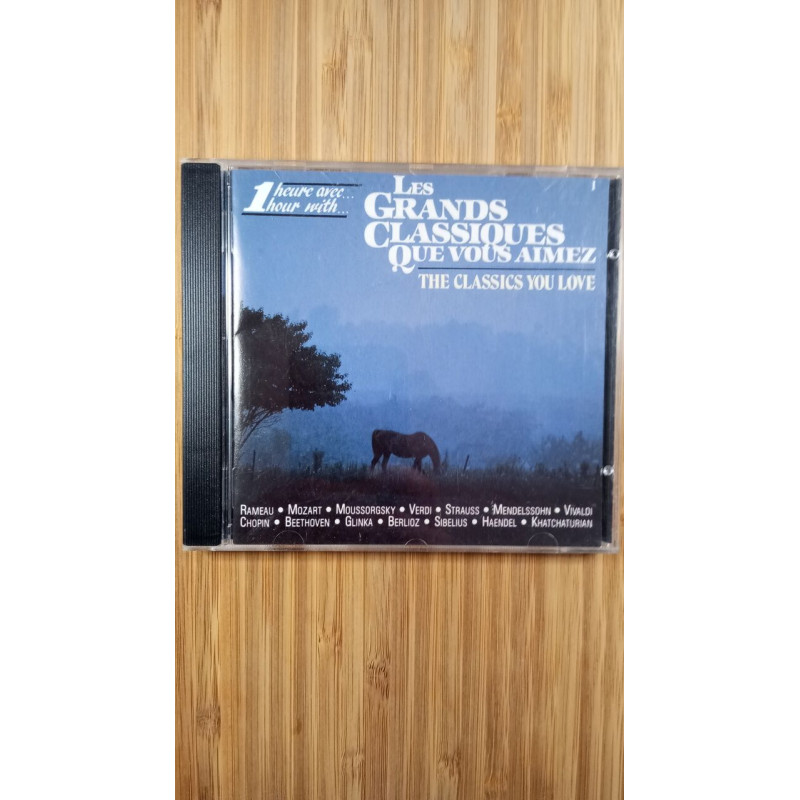 1 heure avec...
hour with...
1
LES
GRANDS
CLASSIQUES
QUE VOUS AIMEZ
THE CLASSICS YOU LOVE
RAMEAU • MOZART • MOUSSORGSKY • VERDI • STRAUSS • MENDELSSOHN • VIVALDI
CHOPIN • BEETHOVEN • GLINKA • BERLIOZ • SIBELIUS • HAENDEL • KHATCHATURIAN